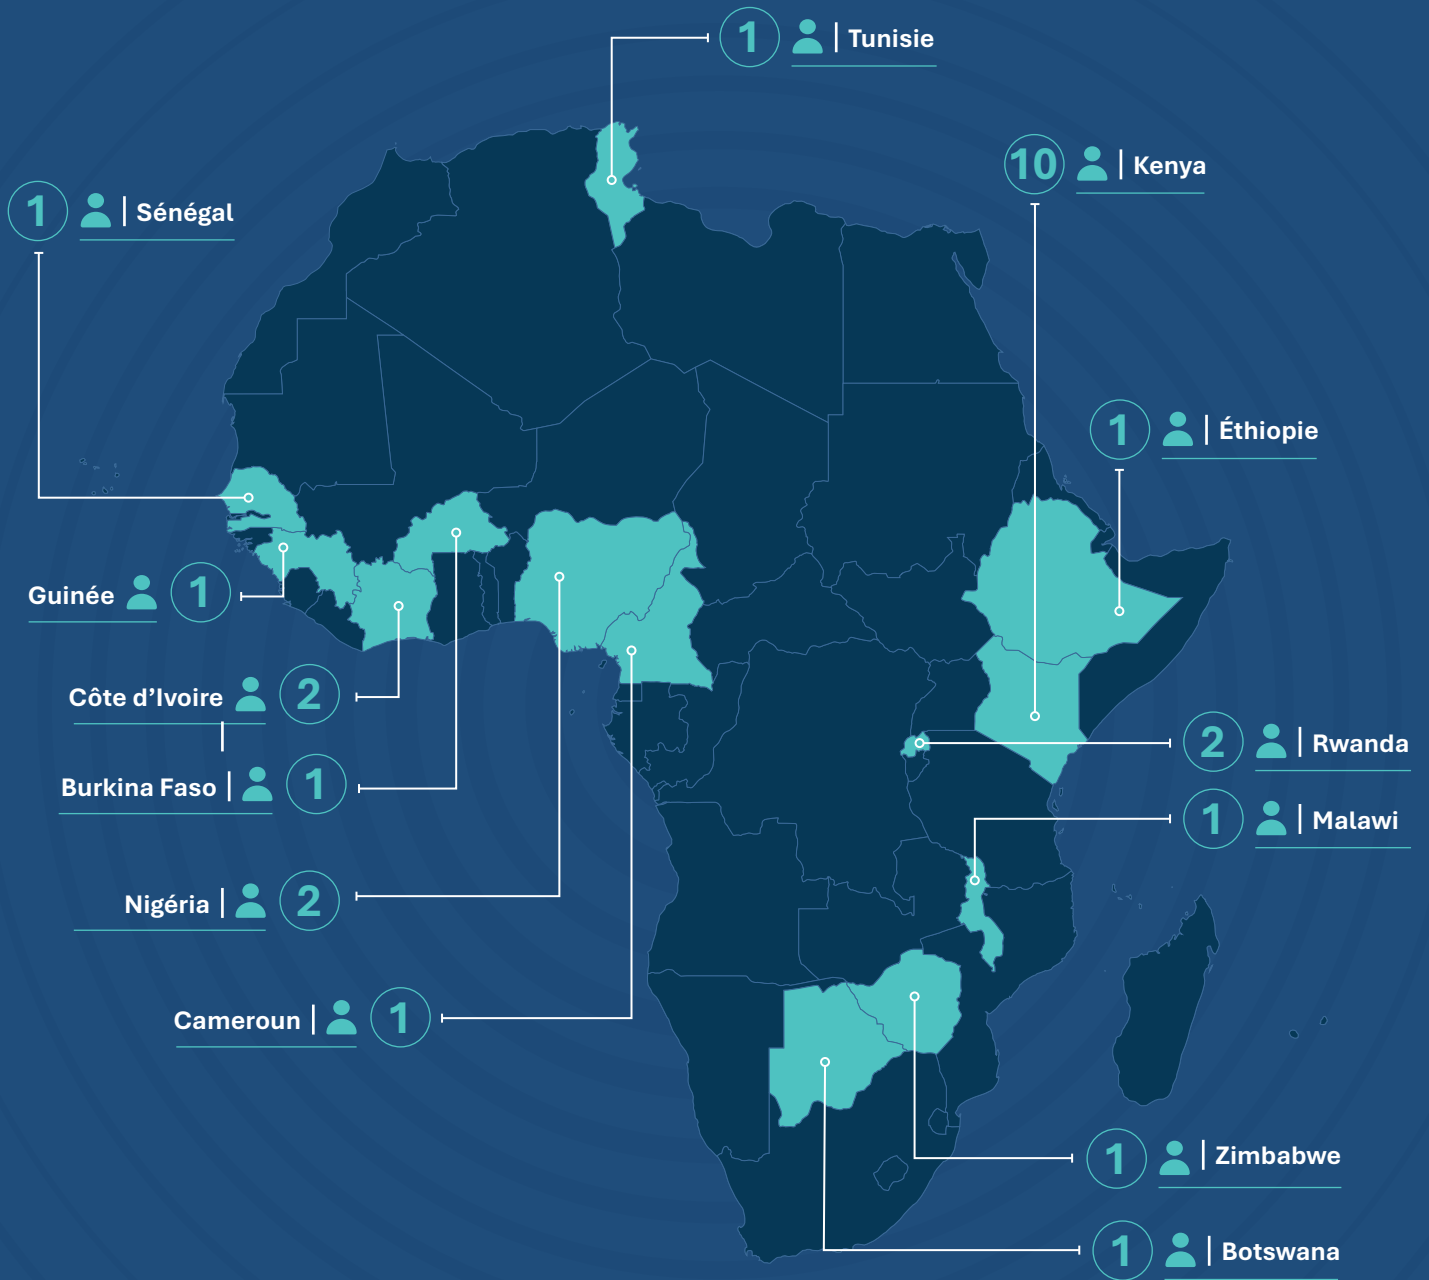 1 | Tunisie
10 | Kenya
1 | Sénégal
1 | Éthiopie
Guinée 1
Côte d’Ivoire 2
|
2 | Rwanda
Burkina Faso | 1
1 | Malawi
Nigéria | 2
Cameroun | 1
1 | Zimbabwe
1 | Botswana